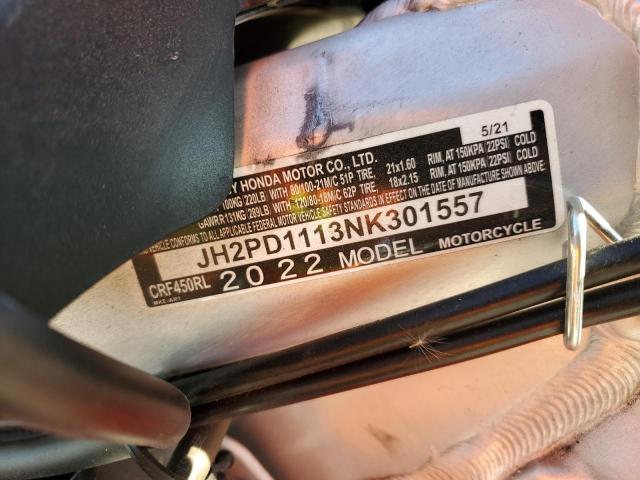 5/21
Y HONDA MOTOR CO., LTD.
100KG/220LB WITH 80/100-21M/C 51P TIRE, 21x1.60 RIM, AT 150KPA (22PSI) COLD
GAWRR131KG/289LB WITH 120/80-18M/C 62P TIRE, 18x2.15 RIM, AT 150KPA (22PSI) COLD
VEHICLE CONFORMS TO ALL APPLICABLE FEDERAL MOTOR VEHICLE SAFETY STANDARDS IN EFFECT ON THE DATE OF MANUFACTURE SHOWN ABOVE.
JH2PD1113NK301557
CRF450RL 2022 MODEL MOTORCYCLE